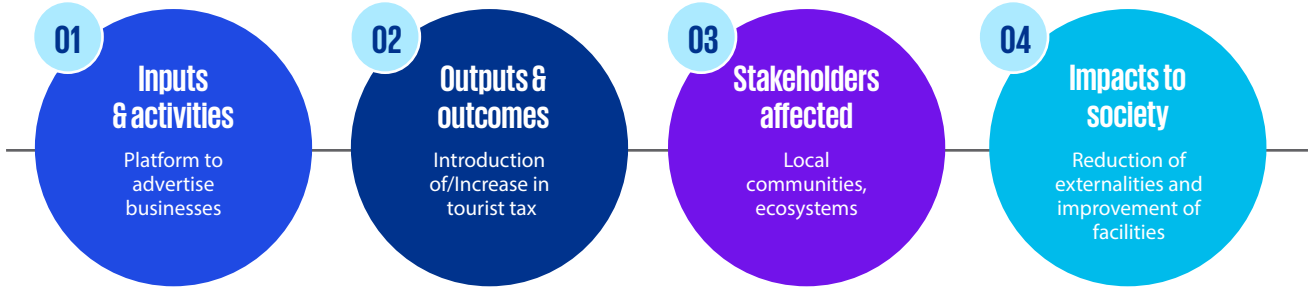 01
Inputs
& activities
Platform to
advertise
businesses
02
Outputs &
outcomes
Introduction
of/Increase in
tourist tax
03
Stakeholders
affected
Local
communities,
ecosystems
04
Impacts to
society
Reduction of
externalities and
improvement of
facilities